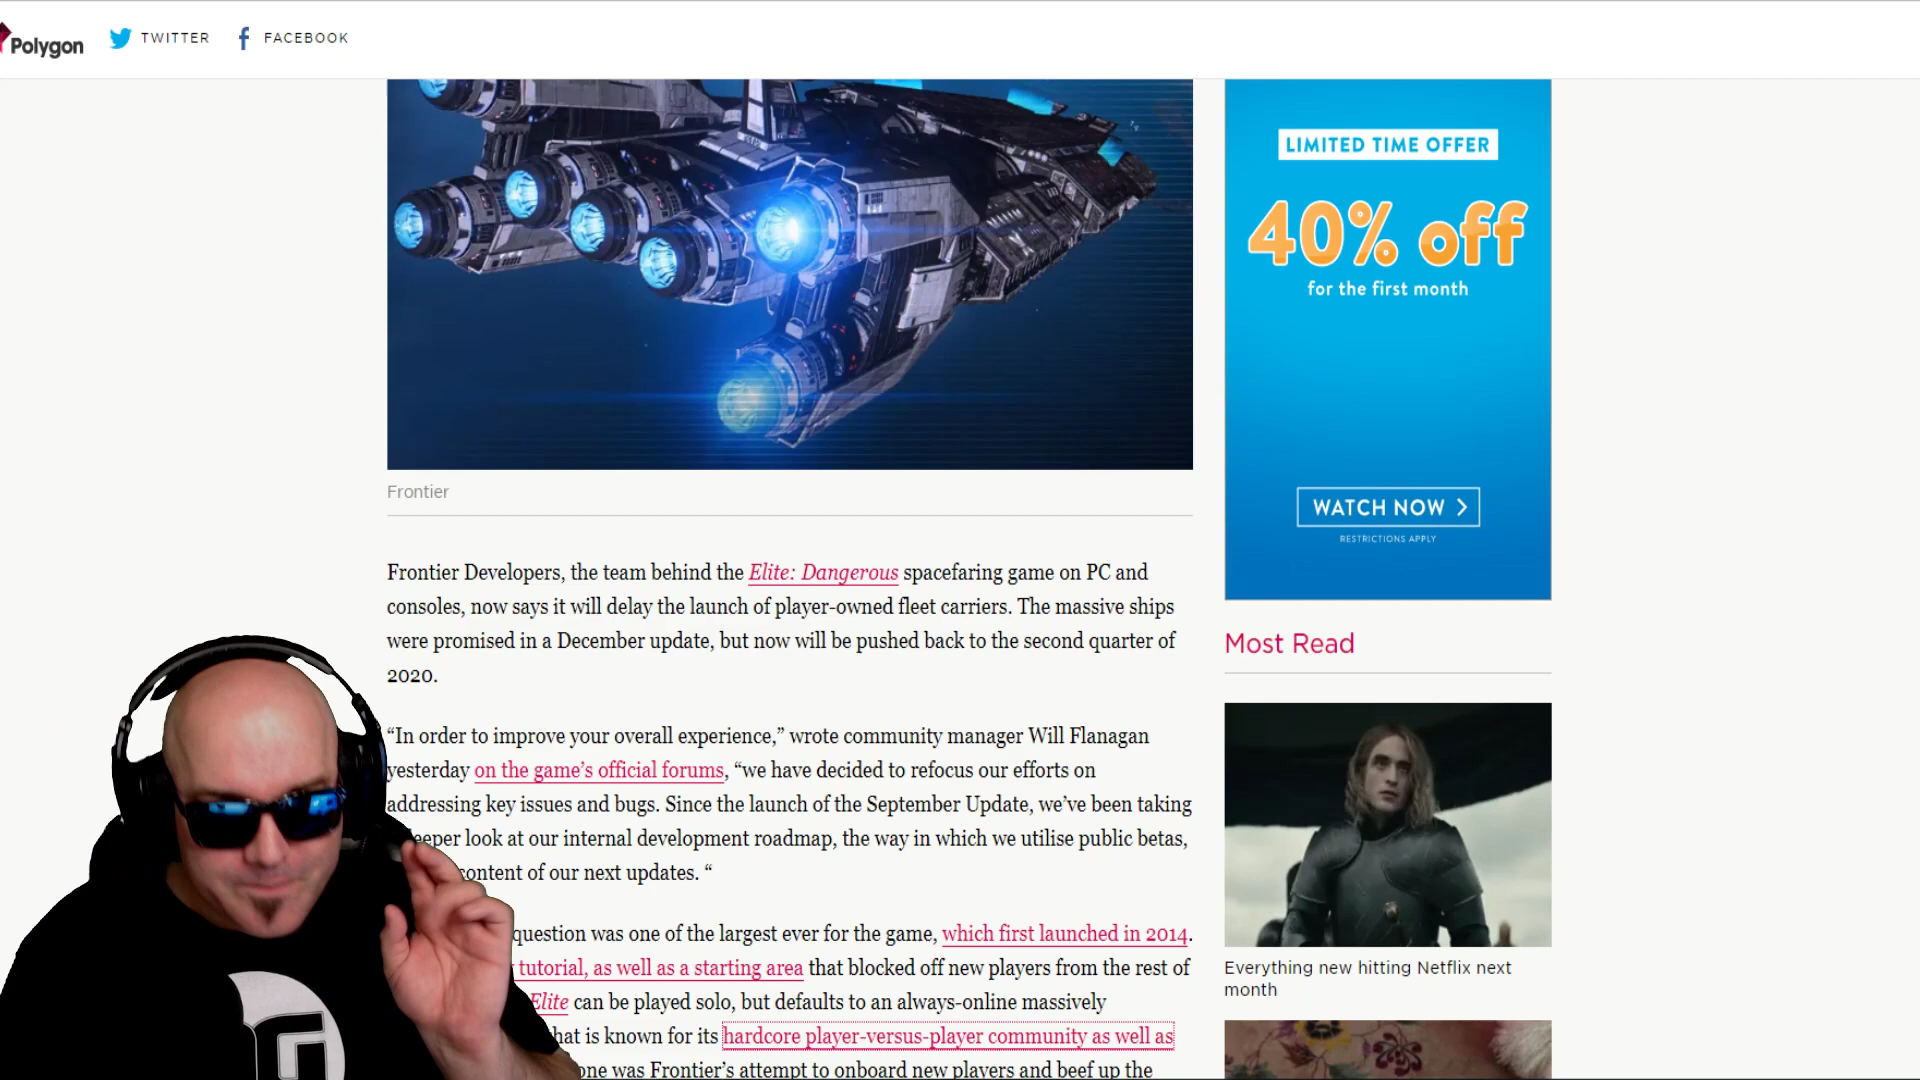 Polygon
TWITTER
FACEBOOK
LIMITED TIME OFFER
40% off
for the first month
WATCH NOW
RESTRICTIONS APPLY
Frontier
Frontier Developers, the team behind the Elite: Dangerous spacefaring game on PC and
consoles, now says it will delay the launch of player-owned fleet carriers. The massive ships
were promised in a December update, but now will be pushed back to the second quarter of
2020.
“In order to improve your overall experience,” wrote community manager Will Flanagan
yesterday on the game’s official forums, “we have decided to refocus our efforts on
addressing key issues and bugs. Since the launch of the September Update, we’ve been taking
look at our internal development roadmap, the way in which we utilise public betas,
content of our next updates. “
question was one of the largest ever for the game, which first launched in 2014.
tutorial, as well as a starting area that blocked off new players from the rest of
Elite can be played solo, but defaults to an always-online massively
is known for its hardcore player-versus-player community as well as
was Frontier’s attempt to onboard new players and beef up the
Most Read
Everything new hitting Netflix next
month